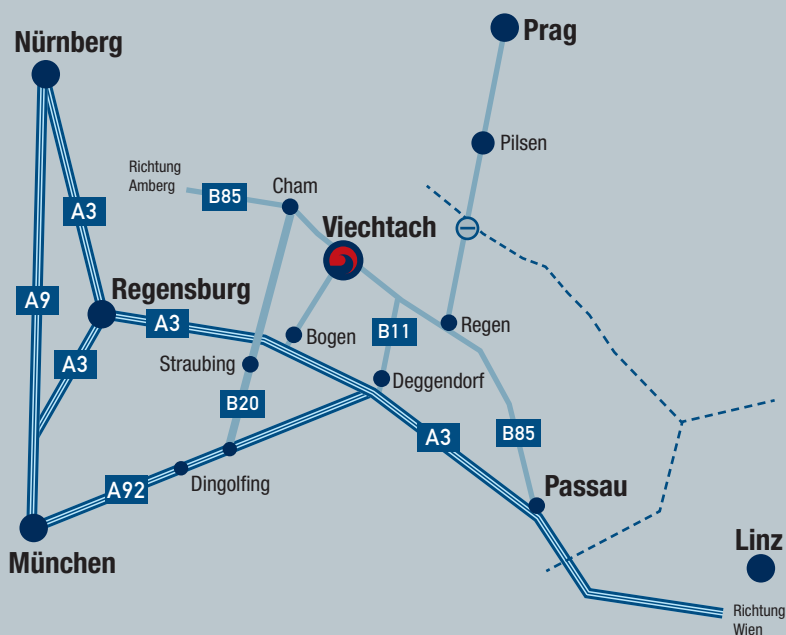 Prag
Nürnberg
Pilsen
Richtung
Amberg
B85
Cham
A3
Viechtach
A9
Regensburg
A3
Bogen
B11
Regen
A3
Straubing
Deggendorf
B20
A3
B85
A92
Dingolfing
Passau
München
Linz
Richtung
Wien